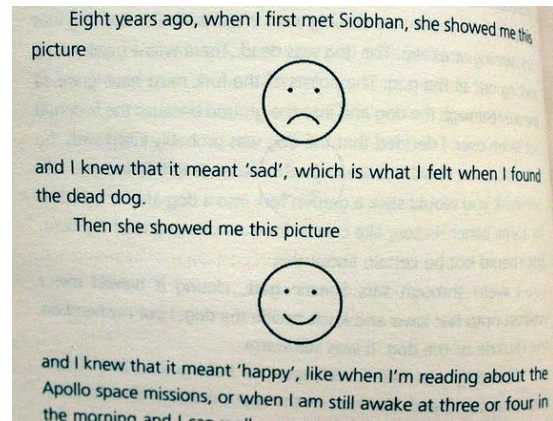 Eight years ago, when I first met Siobhan, she showed me this
picture
and I knew that it meant ‘sad’, which is what I felt when I found
the dead dog.
Then she showed me this picture
and I knew that it meant ‘happy’, like when I’m reading about the
Apollo space missions, or when I am still awake at three or four in
the morning and I can